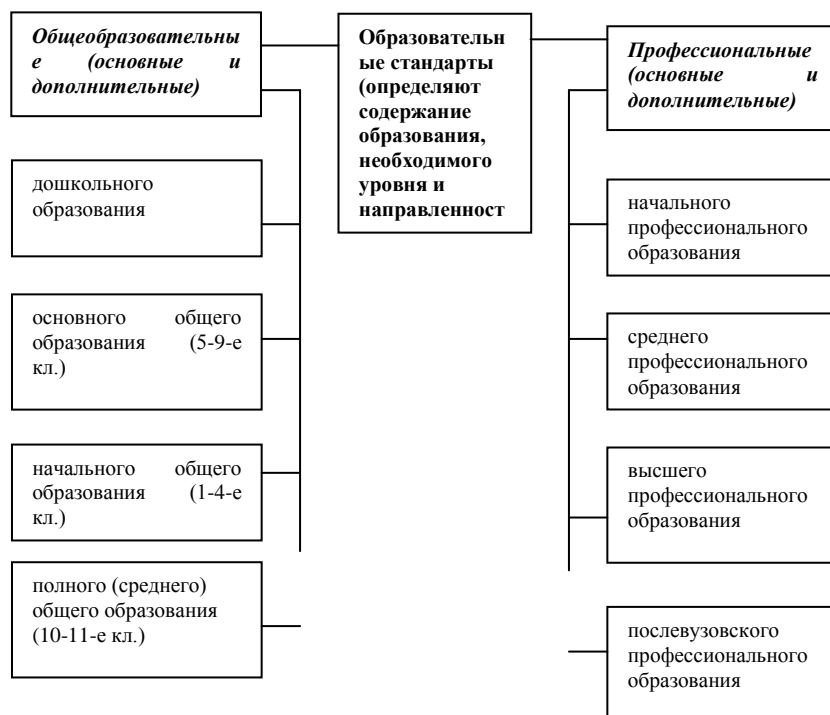 Общеобразовательны
е (основные и
дополнительные)
дошкольного
образования
основного общего
образования (5-9-е
кл.)
начального общего
образования (1-4-е
кл.)
полного (среднего)
общего образования
(10-11-е кл.)
Образовательн
ые стандарты
(определяют
содержание
образования,
необходимого
уровня и
направленност
Профессиональные
(основные и
дополнительные)
начального
профессионального
образования
среднего
профессионального
образования
высшего
профессионального
образования
послевузовского
профессионального
образования